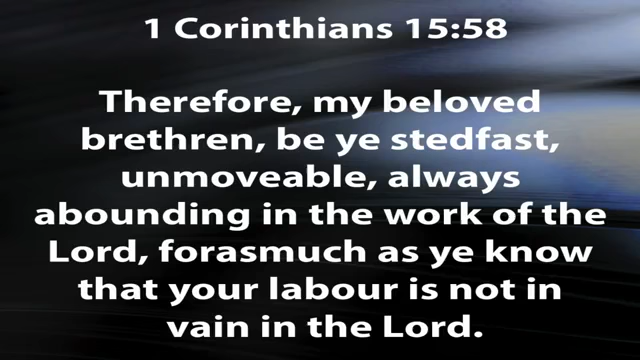 1 Corinthians 15:58
Therefore, my beloved
brethren, be ye stedfast,
unmoveable, always
abounding in the work of the
Lord, forasmuch as ye know
that your labour is not in
vain in the Lord.